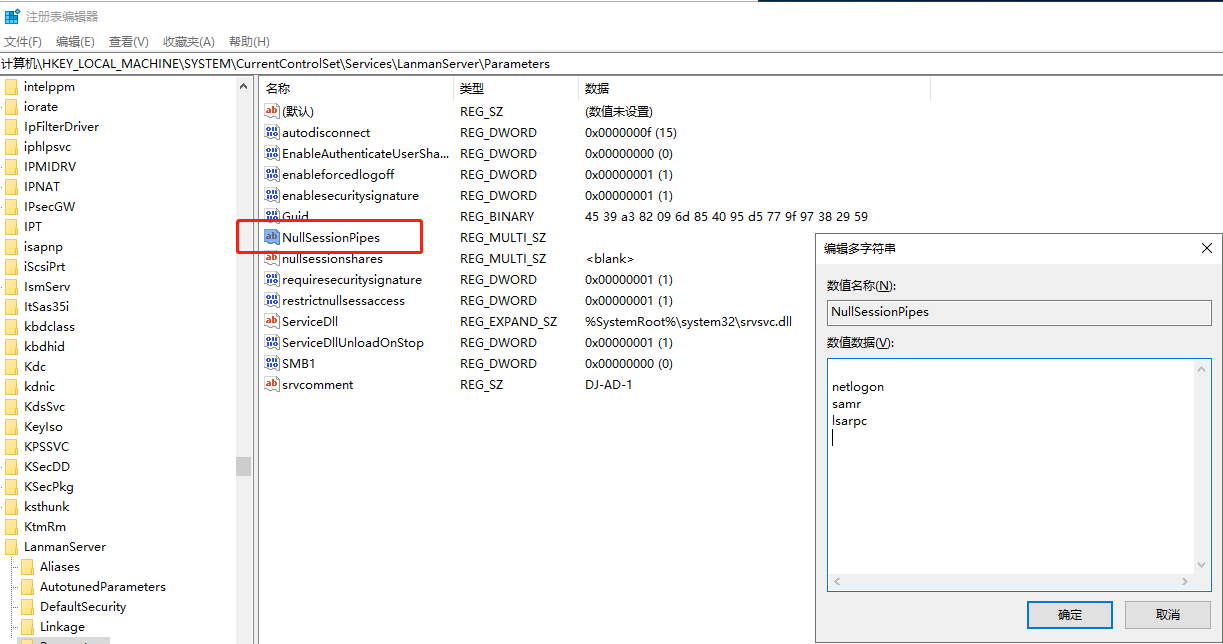 注册表编辑器
文件(F) 编辑(E) 查看(V) 收藏夹(A) 帮助(H)
计算机\HKEY_LOCAL_MACHINE\SYSTEM\CurrentControlSet\Services\LanmanServer\Parameters
intelppm
iorate
IpFilterDriver
iphlpsvc
IPMIDRV
IPNAT
IPsecGW
IPT
isapnp
iScsiPrt
IsmServ
ItSas35i
kbdclass
kbdhid
Kdc
kdnic
KdsSvc
KeyIso
KPSSVC
KSecDD
KSecPkg
ksthunk
KtmRm
LanmanServer
Aliases
AutotunedParameters
DefaultSecurity
Linkage
名称 类型 数据
(默认) REG_SZ (数值未设置)
autodisconnect REG_DWORD 0x0000000f (15)
EnableAuthenticateUserSha... REG_DWORD 0x00000000 (0)
enableforcedlogoff REG_DWORD 0x00000001 (1)
enablesecuritysignature REG_DWORD 0x00000001 (1)
Guid REG_BINARY 45 39 a3 82 09 6d 85 40 95 d5 77 9f 97 38 29 59
NullSessionPipes REG_MULTI_SZ
nullsessionshares REG_MULTI_SZ <blank>
requiresecuritysignature REG_DWORD 0x00000001 (1)
restrictnullsessaccess REG_DWORD 0x00000001 (1)
ServiceDll REG_EXPAND_SZ %SystemRoot%\system32\srvsvc.dll
ServiceDllUnloadOnStop REG_DWORD 0x00000001 (1)
SMB1 REG_DWORD 0x00000000 (0)
srvcomment REG_SZ DJ-AD-1
编辑多字符串
数值名称(N):
NullSessionPipes
数值数据(V):
netlogon
samr
lsarpc
确定 取消